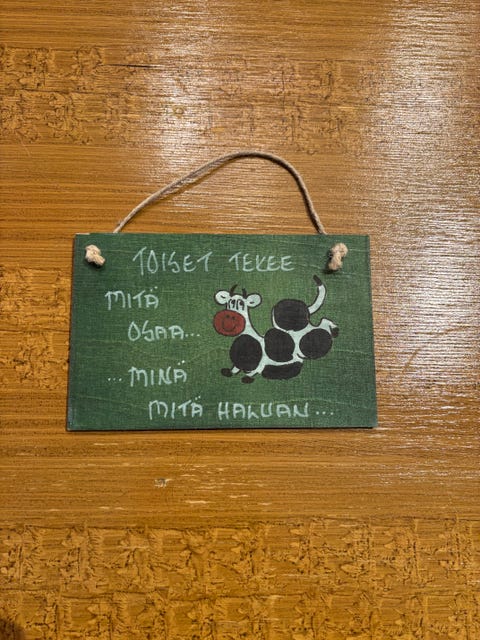 TOISET TEKEE
MITÄ
OSAA...
...MINÄ
MITÄ HALUAN...